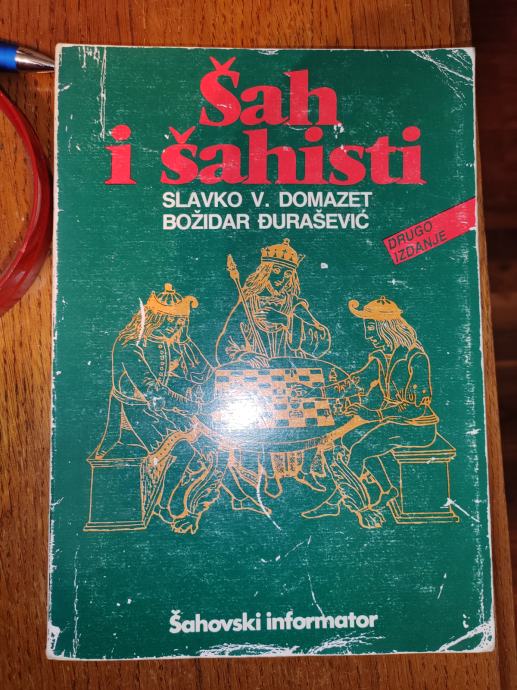 Šah
i šahisti
SLAVKO V. DOMAZET
BOŽIDAR ĐURAŠEVIĆ
DRUGO
IZDANJE
Šahovski informator